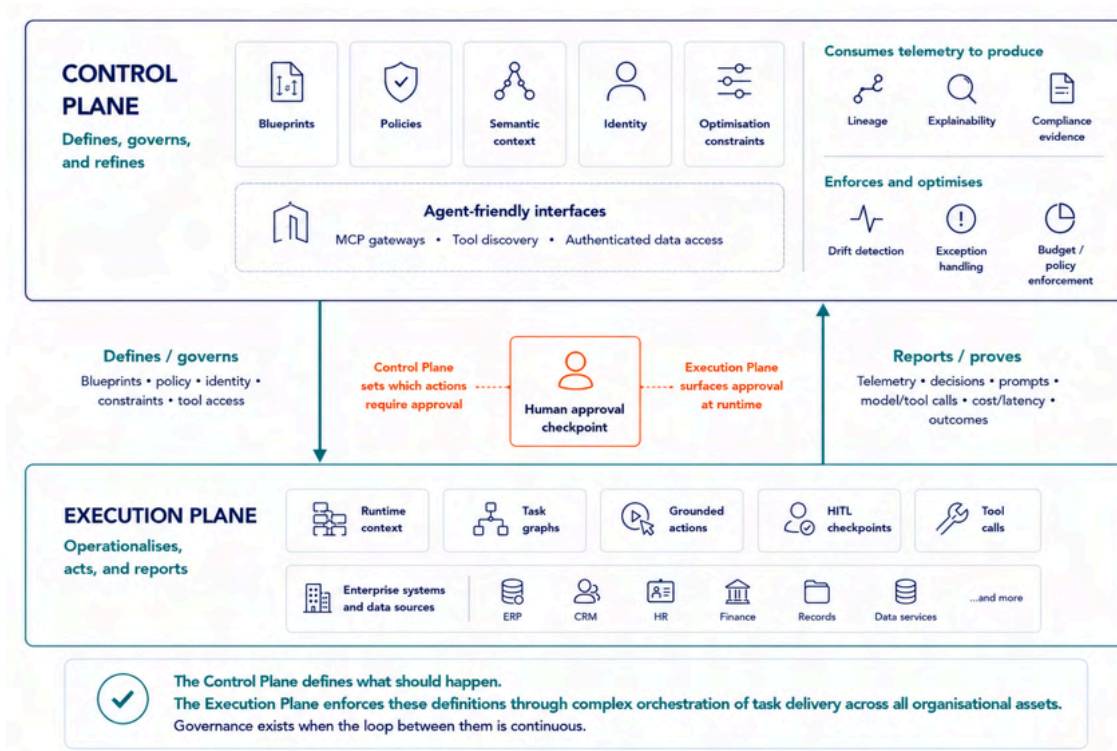 CONTROL
PLANE
Defines, governs,
and refines
Blueprints
Policies
Semantic
context
Identity
Optimisation
constraints
Agent-friendly interfaces
MCP gateways • Tool discovery • Authenticated data access
Consumes telemetry to produce
Lineage
Explainability
Compliance
evidence
Enforces and optimises
Drift detection
Exception
handling
Budget /
policy
enforcement
Defines / governs
Blueprints • policy • identity •
constraints • tool access
Control Plane
sets which actions
require approval
Human approval
checkpoint
Execution Plane
surfaces approval
at runtime
Reports / proves
Telemetry • decisions • prompts •
model/tool calls • cost/latency •
outcomes
EXECUTION PLANE
Operationalises,
acts, and reports
Runtime
context
Task
graphs
Grounded
actions
HITL
checkpoints
Tool
calls
Enterprise systems
and data sources
ERP
CRM
HR
Finance
Records
Data services
...and more
The Control Plane defines what should happen.
The Execution Plane enforces these definitions through complex orchestration of task delivery across all organisational assets.
Governance exists when the loop between them is continuous.